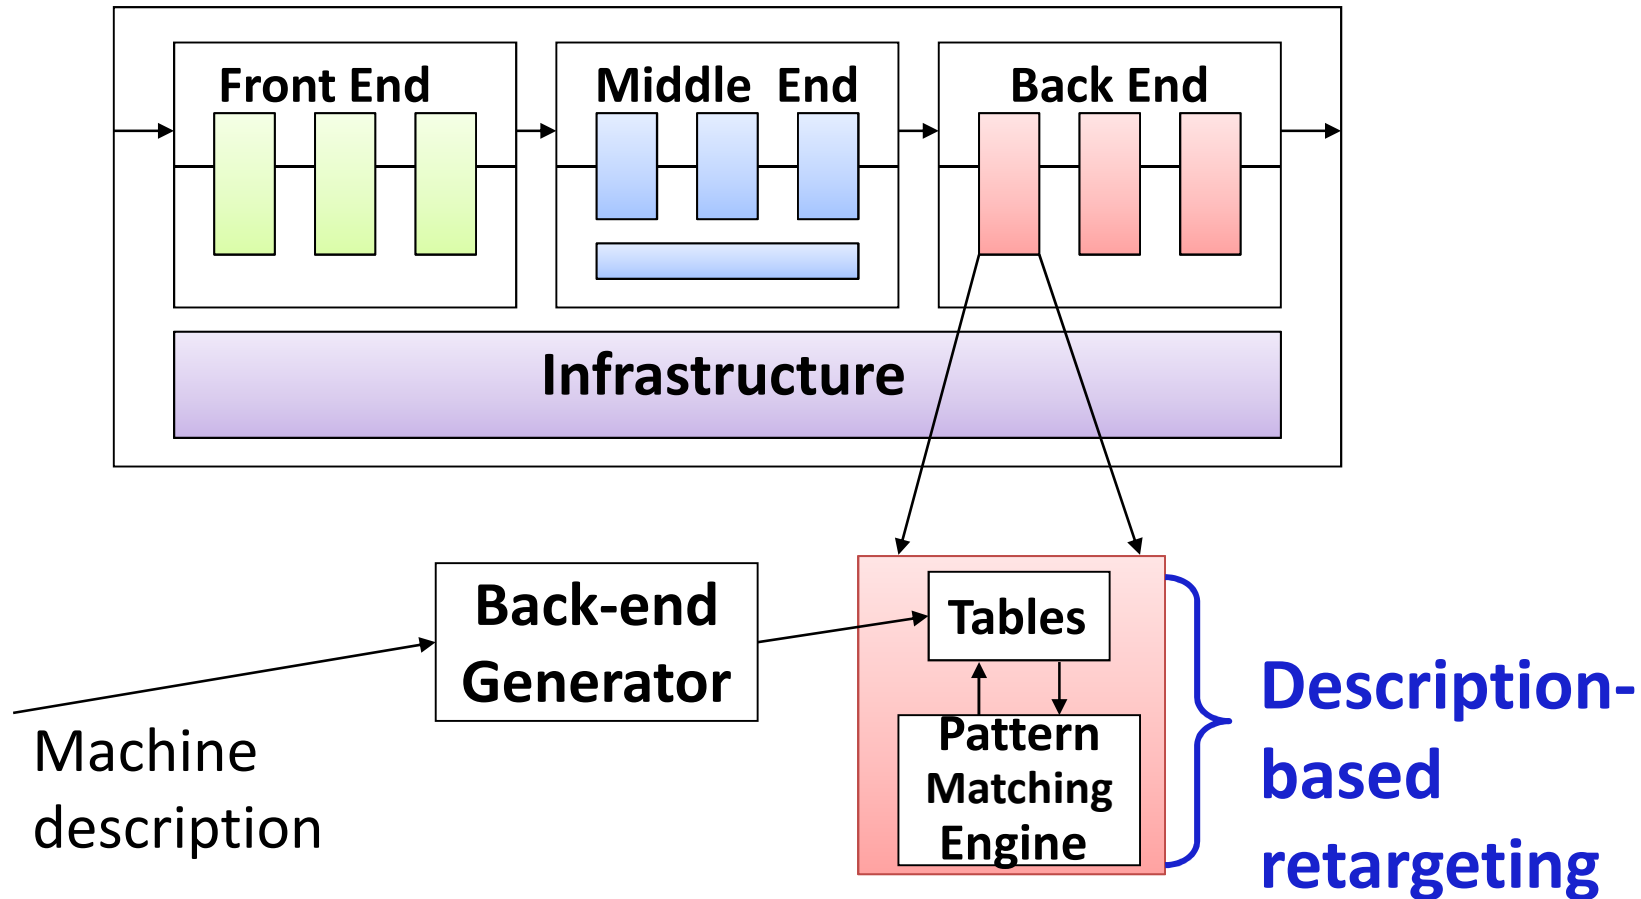 Front End
Middle End
Back End
Infrastructure
Back-end
Generator
Machine
description
Tables
Pattern
Matching
Engine
Description-
based
retargeting